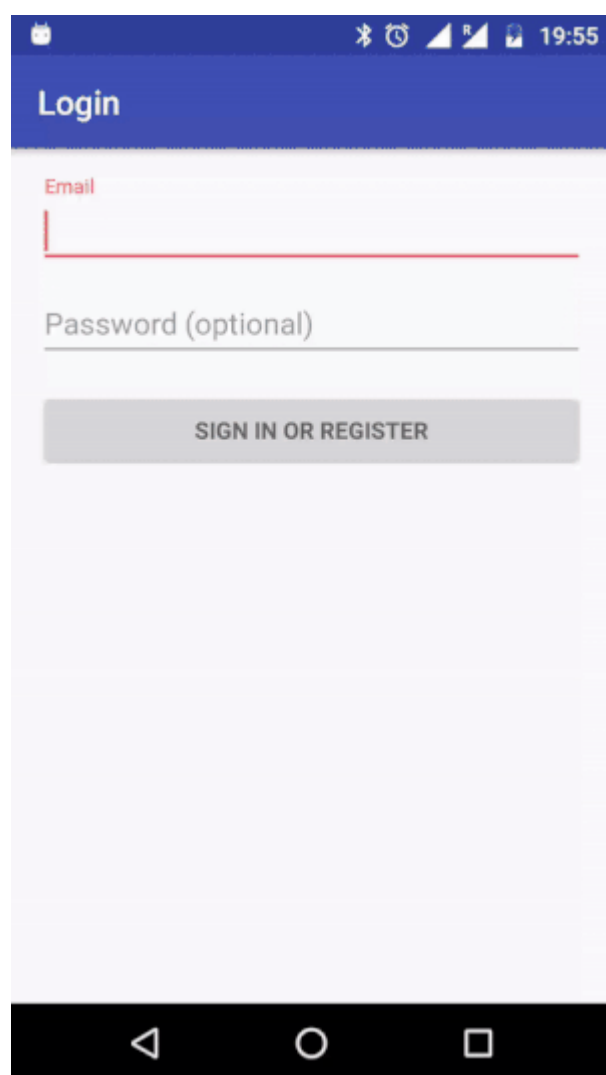 R 19:55
Login
Email
Password (optional)
SIGN IN OR REGISTER